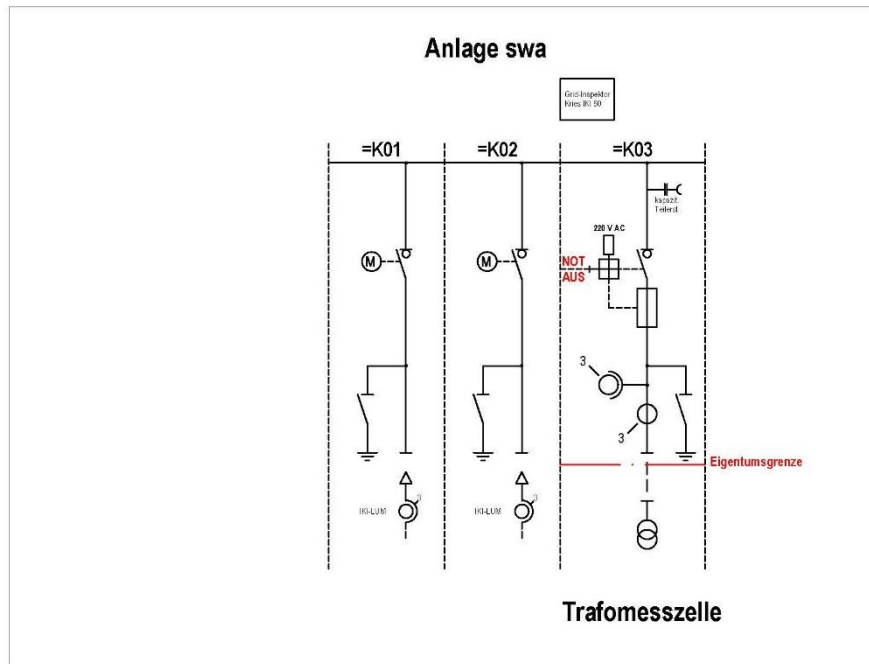 Anlage swa
Grid-Inspektor
Kries IKI 50
=K01
=K02
=K03
kapazit.
Teilerst.
220 V AC
M
M
NOT
AUS
3
3
Eigentumsgrenze
3
IKI-LUM
3
IKI-LUM
Trafomesszelle